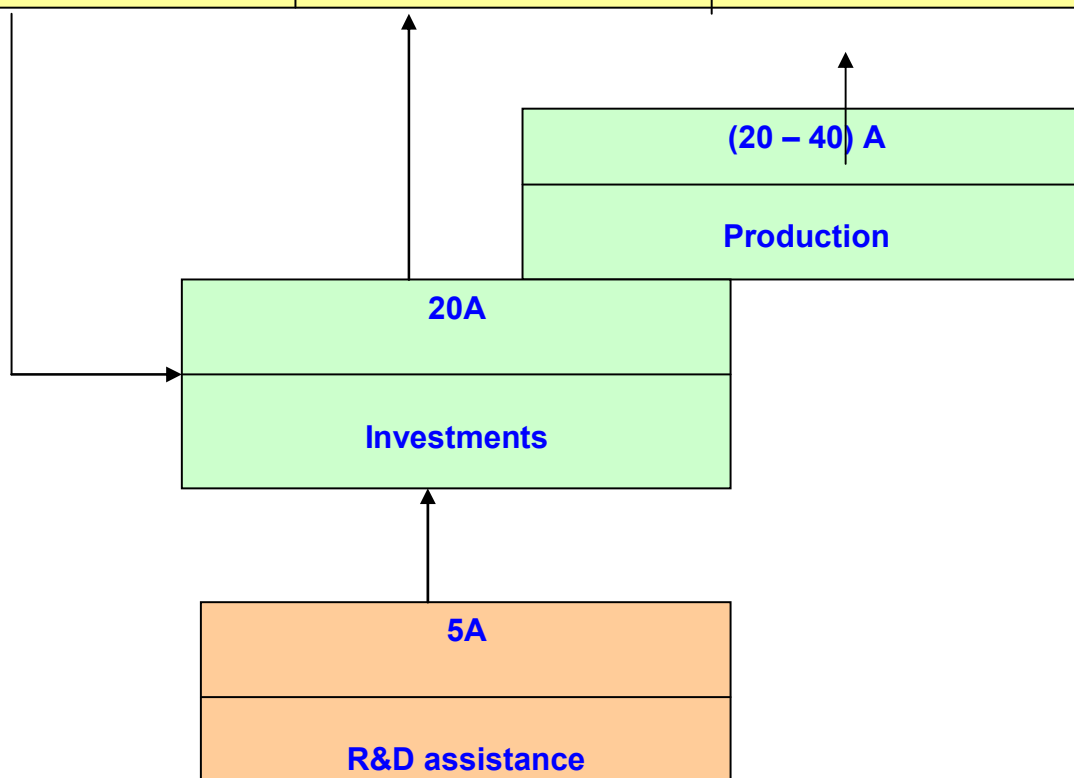 (20 – 40) A
Production
20A
Investments
5A
R&D assistance